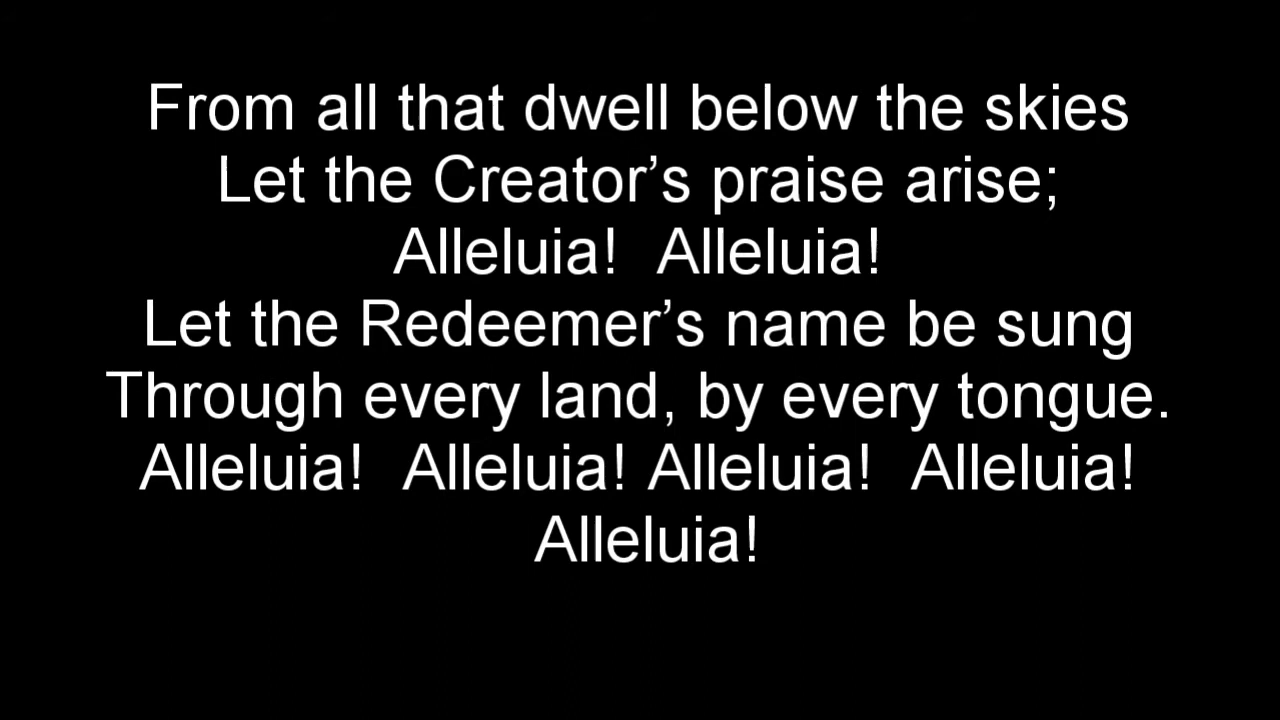 From all that dwell below the skies
Let the Creator’s praise arise;
Alleluia!  Alleluia!
Let the Redeemer’s name be sung
Through every land, by every tongue.
Alleluia!  Alleluia! Alleluia!  Alleluia!
Alleluia!